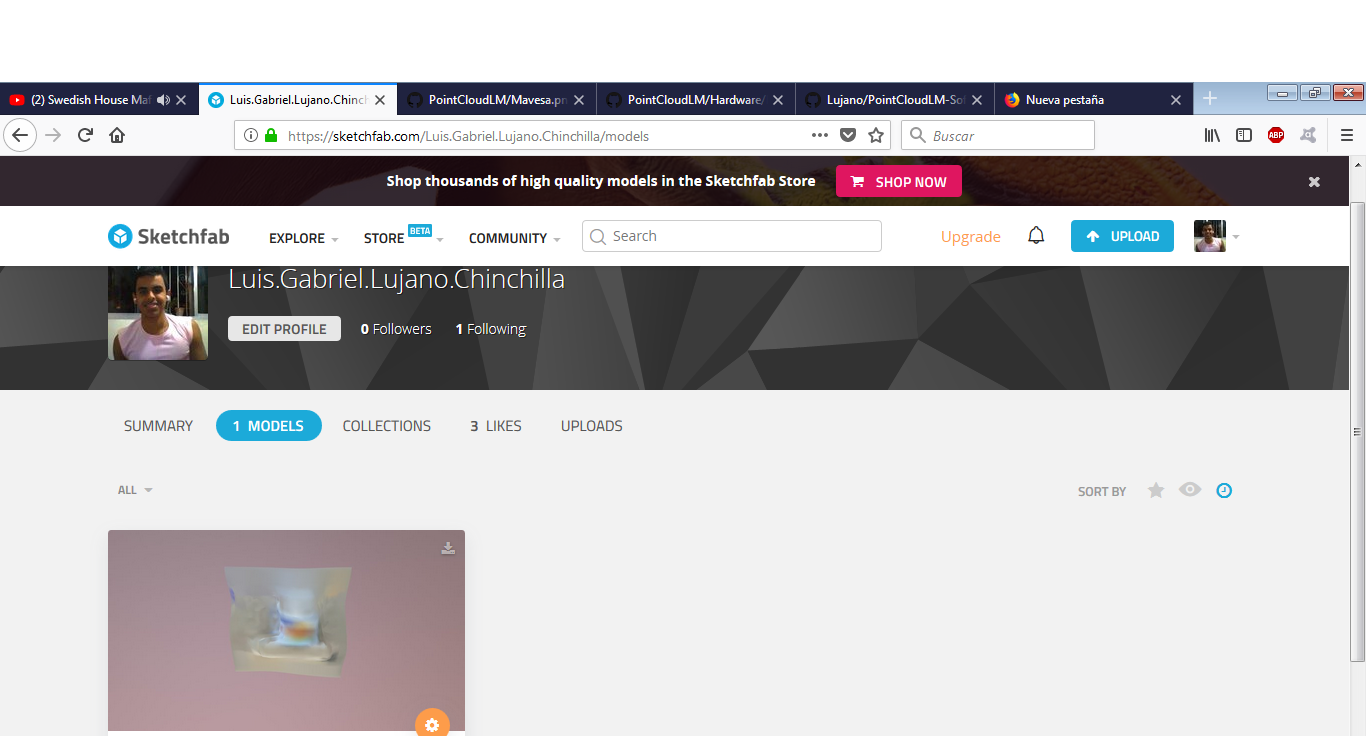 (2) Swedish House Maf
Luis.Gabriel.Lujano.Chinch
PointCloudLM/Mavesa.pn
PointCloudLM/Hardware/
Lujano/PointCloudLM-Sof
Nueva pestaña
https://sketchfab.com/Luis.Gabriel.Lujano.Chinchilla/models
Buscar
ABP
Shop thousands of high quality models in the Sketchfab Store
SHOP NOW
Sketchfab
EXPLORE
STORE
BETA
COMMUNITY
Search
Upgrade
UPLOAD
Luis.Gabriel.Lujano.Chinchilla
EDIT PROFILE
0 Followers
1 Following
SUMMARY
1 MODELS
COLLECTIONS
3 LIKES
UPLOADS
ALL
SORT BY